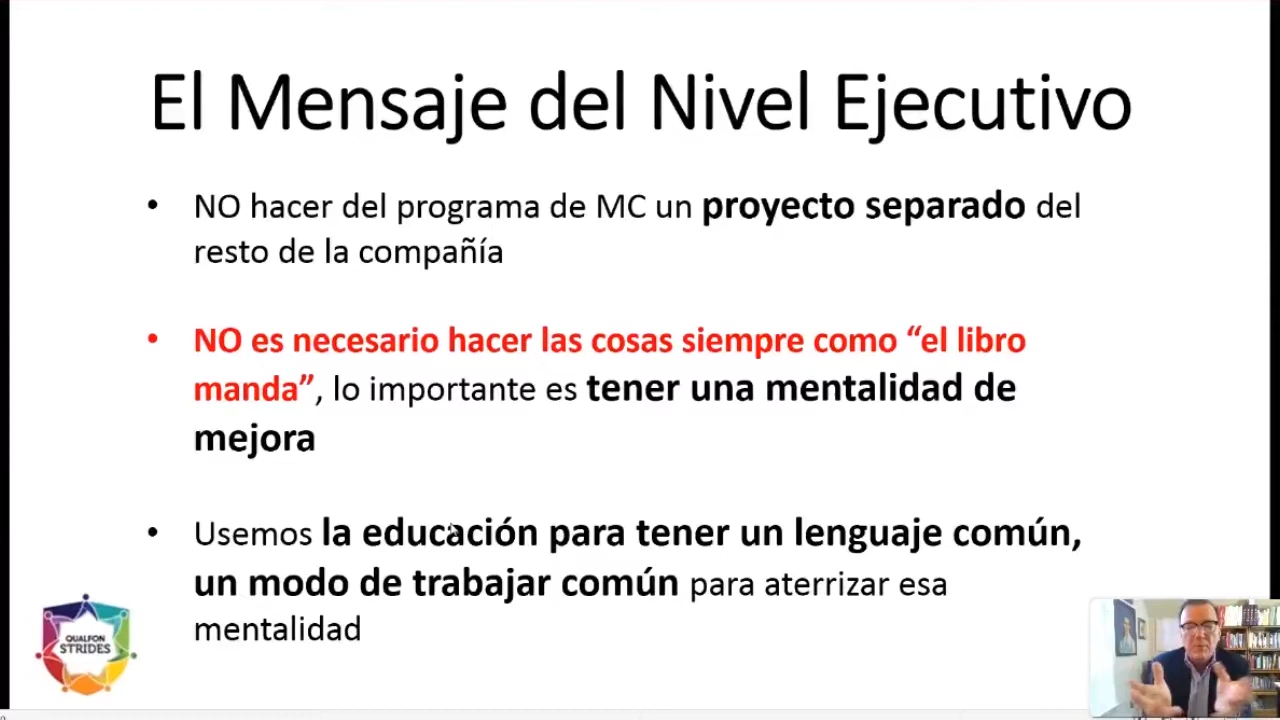 El Mensaje del Nivel Ejecutivo
• NO hacer del programa de MC un proyecto separado del
resto de la compañía
• NO es necesario hacer las cosas siempre como “el libro
manda”, lo importante es tener una mentalidad de
mejora
• Usemos la educación para tener un lenguaje común,
un modo de trabajar común para aterrizar esa
mentalidad
QUALFON
STRIDES